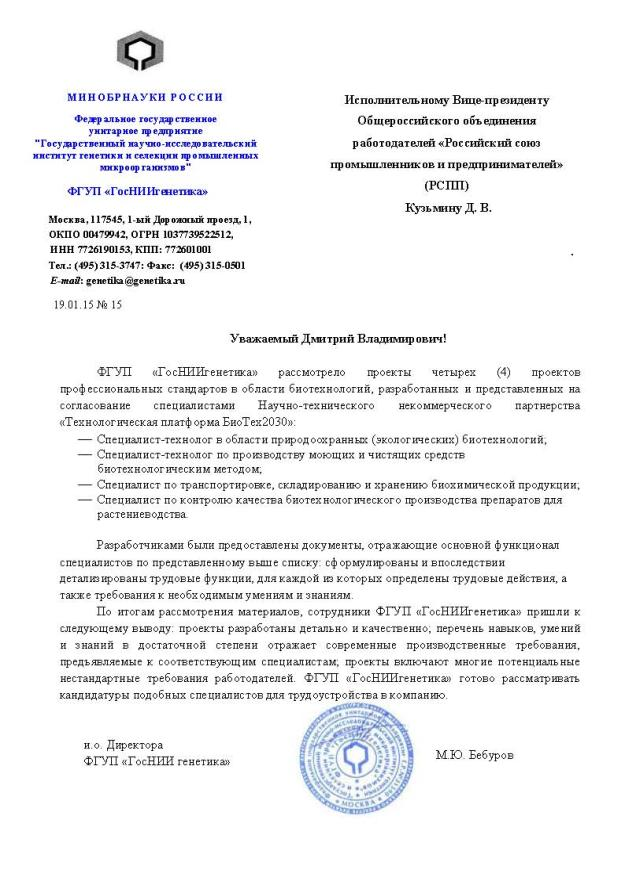 МИНОБРНАУКИ РОССИИ
Федеральное государственное
унитарное предприятие
"Государственный научно-исследовательский
институт генетики и селекции промышленных
микроорганизмов"
ФГУП «ГосНИИгенетика»
Москва, 117545, 1-ый Дорожный проезд, 1,
ОКПО 00479942, ОГРН 1037739522512,
ИНН 7726190153, КПП: 772601001
Тел.: (495) 315-3747: Факс: (495) 315-0501
E-mail: genetika@genetika.ru
19.01.15 № 15
Исполнительному Вице-президенту
Общероссийского объединения
работодателей «Российский союз
промышленников и предпринимателей»
(РСПП)
Кузьмину Д. В.
Уважаемый Дмитрий Владимирович!
ФГУП «ГосНИИгенетика» рассмотрело проекты четырех (4) проектов
профессиональных стандартов в области биотехнологий, разработанных и представленных на
согласование специалистами Научно-технического некоммерческого партнерства
«Технологическая платформа БиоТех2030»:
— Специалист-технолог в области природоохранных (экологических) биотехнологий;
— Специалист-технолог по производству моющих и чистящих средств
биотехнологическим методом;
— Специалист по транспортировке, складированию и хранению биохимической продукции;
— Специалист по контролю качества биотехнологического производства препаратов для
растениеводства.
Разработчиками были предоставлены документы, отражающие основной функционал
специалистов по представленному выше списку: сформулированы и впоследствии
детализированы трудовые функции, для каждой из которых определены трудовые действия, а
также требования к необходимым умениям и знаниям.
По итогам рассмотрения материалов, сотрудники ФГУП «ГосНИИгенетика» пришли к
следующему выводу: проекты разработаны детально и качественно; перечень навыков, умений
и знаний в достаточной степени отражает современные производственные требования,
предъявляемые к соответствующим специалистам; проекты включают многие потенциальные
нестандартные требования работодателей. ФГУП «ГосНИИгенетика» готово рассматривать
кандидатуры подобных специалистов для трудоустройства в компанию.
и.о. Директора
ФГУП «ГосНИИ генетика»
МОСКВА
М.Ю. Бебуров